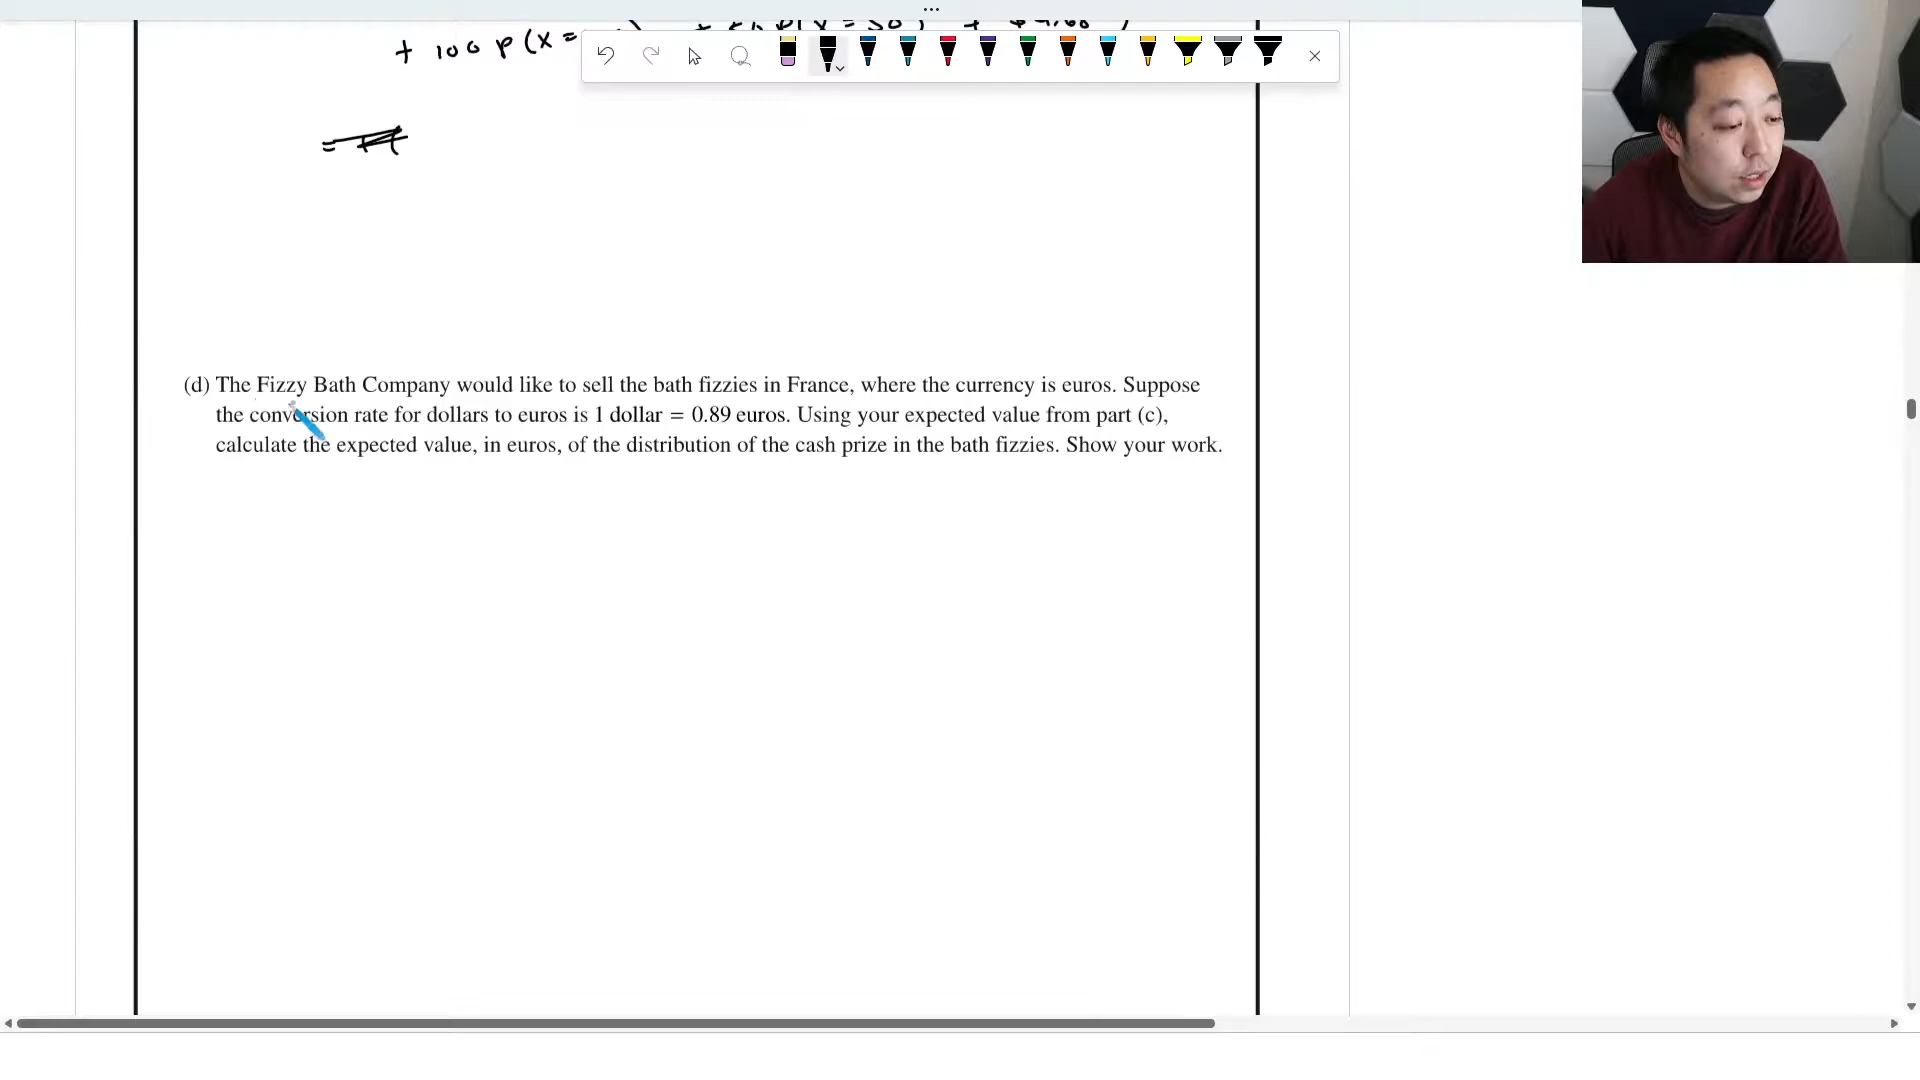 + 100 p(x =
(d) The Fizzy Bath Company would like to sell the bath fizzies in France, where the currency is euros. Suppose
the conversion rate for dollars to euros is 1 dollar = 0.89 euros. Using your expected value from part (c),
calculate the expected value, in euros, of the distribution of the cash prize in the bath fizzies. Show your work.